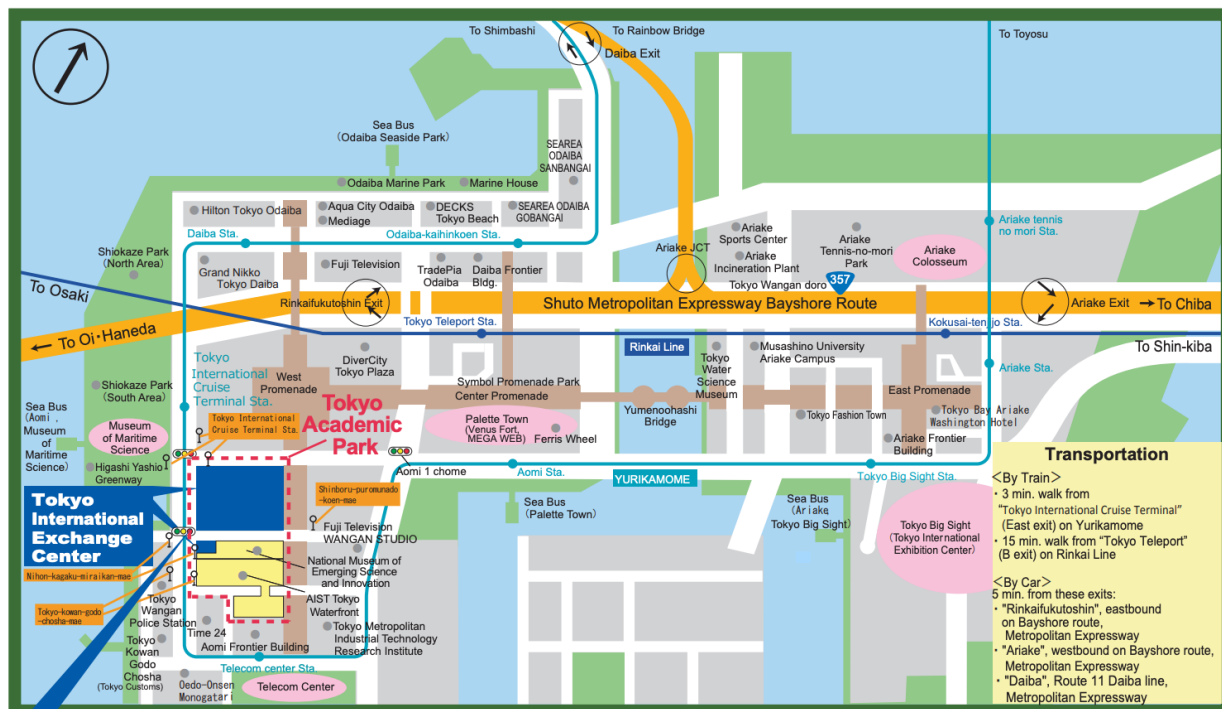 To Shimbashi
To Rainbow Bridge
Daiba Exit
To Toyosu
Sea Bus
(Odaiba Seaside Park)
SEAREA
ODAIBA
SANBANGAI
Odaiba Marine Park
Marine House
Hilton Tokyo Odaiba
Aqua City Odaiba
Mediage
DECKS
Tokyo Beach
SEAREA ODAIBA
GOBANGAI
Daiba Sta.
Odaiba-kaihinkoen Sta.
Ariake JCT
Ariake
Sports Center
Ariake
Incineration Plant
Ariake
Tennis-no-mori
Park
Ariake
Colosseum
Ariake tennis
no mori Sta.
Shiokaze Park
(North Area)
Grand Nikko
Tokyo Daiba
Fuji Television
TradePia
Odaiba
Daiba Frontier
Bldg.
Tokyo Wangan doro
357
To Osaki
Rinkaifukutoshin Exit
Shuto Metropolitan Expressway Bayshore Route
Ariake Exit
To Chiba
To Oi・Haneda
Tokyo Teleport Sta.
Rinkai Line
Kokusai-tenjijo Sta.
To Shin-kiba
Tokyo
International
Cruise
Terminal Sta.
DiverCity
Tokyo Plaza
West
Promenade
Symbol Promenade Park
Center Promenade
Tokyo
Water
Science
Museum
Musashino University
Ariake Campus
Ariake Sta.
East Promenade
Shiokaze Park
(South Area)
Sea Bus
(Aomi ,
Museum of
Maritime
Science)
Museum
of Maritime
Science
Tokyo International
Cruise Terminal Sta.
Tokyo
Academic
Park
Palette Town
(Venus Fort,
MEGA WEB)
Ferris Wheel
Yumenoohashi
Bridge
Tokyo Fashion Town
Tokyo Bay Ariake
Washington Hotel
Ariake Frontier
Building
Higashi Yashio
Greenway
Aomi 1 chome
Aomi Sta.
YURIKAMOME
Tokyo Big Sight Sta.
Tokyo
International
Exchange
Center
Shinboru-puromunado
-koen-mae
Fuji Television
WANGAN STUDIO
Sea Bus
(Palette Town)
Sea Bus
(Ariake,
Tokyo Big Sight)
Tokyo Big Sight
(Tokyo International
Exhibition Center)
National Museum of
Emerging Science
and Innovation
Nihon-kagaku-miraikan-mae
AIST Tokyo
Waterfront
Tokyo-kowan-godo
-chosha-mae
Tokyo
Wangan
Police Station
Time 24
Aomi Frontier Building
Tokyo Metropolitan
Industrial Technology
Research Institute
Tokyo
Kowan
Godo
Chosha
(Tokyo Customs)
Telecom center Sta.
Oedo-Onsen
Monogatari
Telecom Center
Transportation
＜By Train＞
・ 3 min. walk from
"Tokyo International Cruise Terminal"
(East exit) on Yurikamome
・ 15 min. walk from “Tokyo Teleport”
(B exit) on Rinkai Line
＜By Car＞
5 min. from these exits:
・ "Rinkaifukutoshin", eastbound
on Bayshore route,
Metropolitan Expressway
・ "Ariake", westbound on Bayshore route,
Metropolitan Expressway
・ "Daiba", Route 11 Daiba line,
Metropolitan Expressway